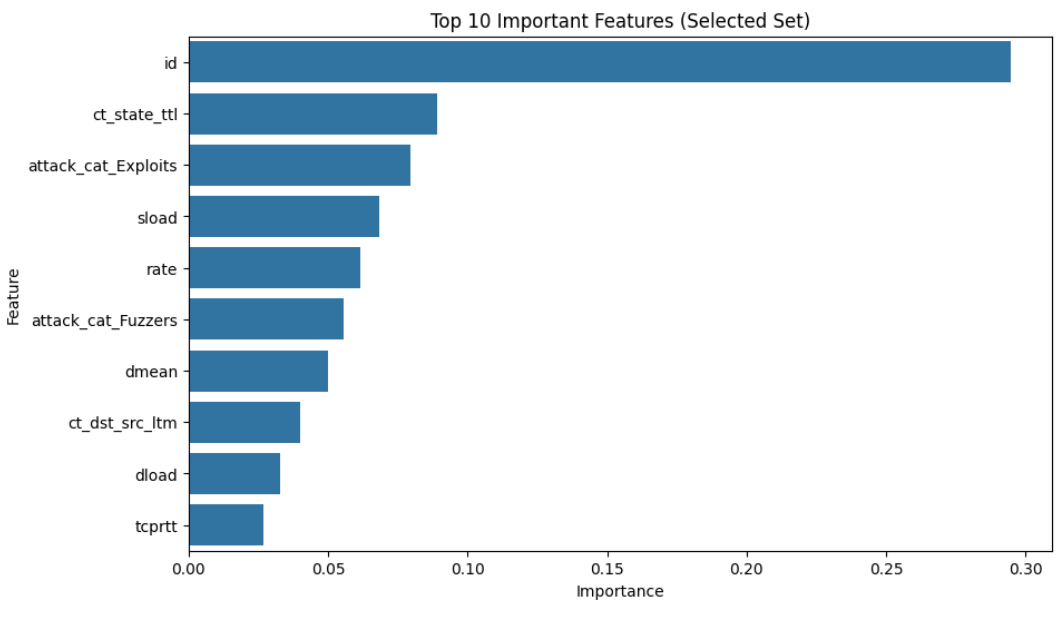 Top 10 Important Features (Selected Set)
id
ct_state_ttl
attack_cat_Exploits
sload
rate
attack_cat_Fuzzers
dmean
ct_dst_src_ltm
dload
tcprtt
Feature
0.00 0.05 0.10 0.15 0.20 0.25 0.30
Importance